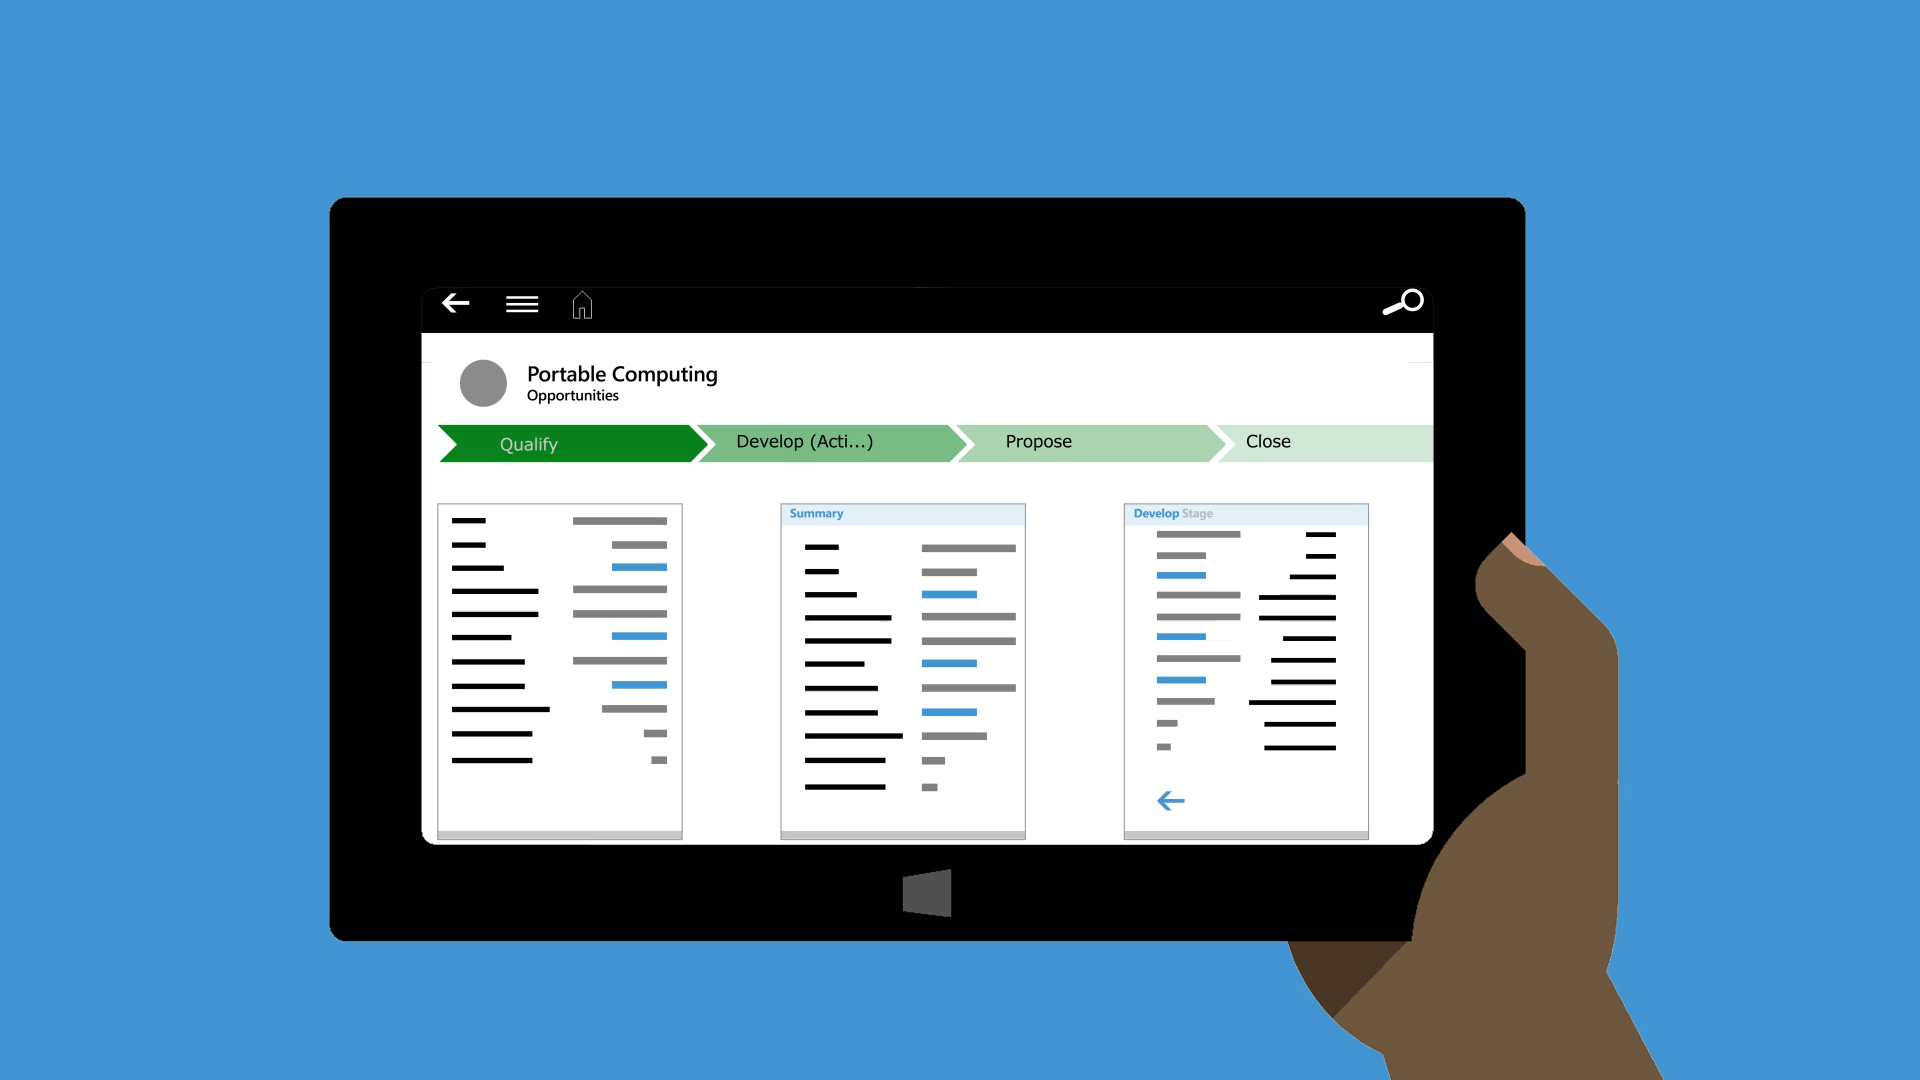 Portable Computing
Opportunities
Qualify
Develop (Acti...)
Propose
Close
Summary
Develop Stage